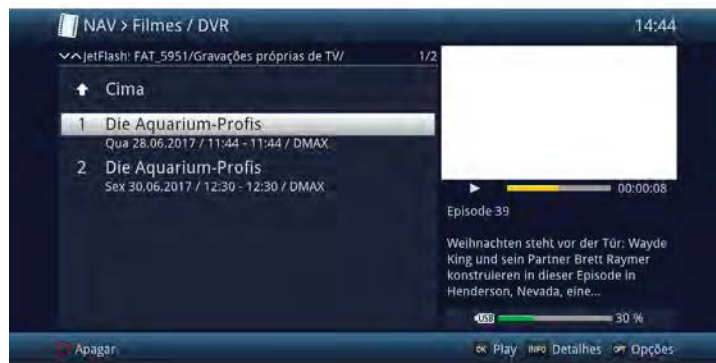 NAV > Filmes / DVR 14:44
JetFlash: FAT_5951/Gravações próprias de TV/ 1/2
Cima
1 Die Aquarium-Profis
Qua 28.06.2017 / 11:44 - 11:44 / DMAX
2 Die Aquarium-Profis
Sex 30.06.2017 / 12:30 - 12:30 / DMAX
00:00:08
Episode 39
Weihnachten steht vor der Tür: Wayde
King und sein Partner Brett Raymer
konstruieren in dieser Episode in
Henderson, Nevada, eine...
USB 30 %
Apagar OK Play INFO Detalhes OPT Opções